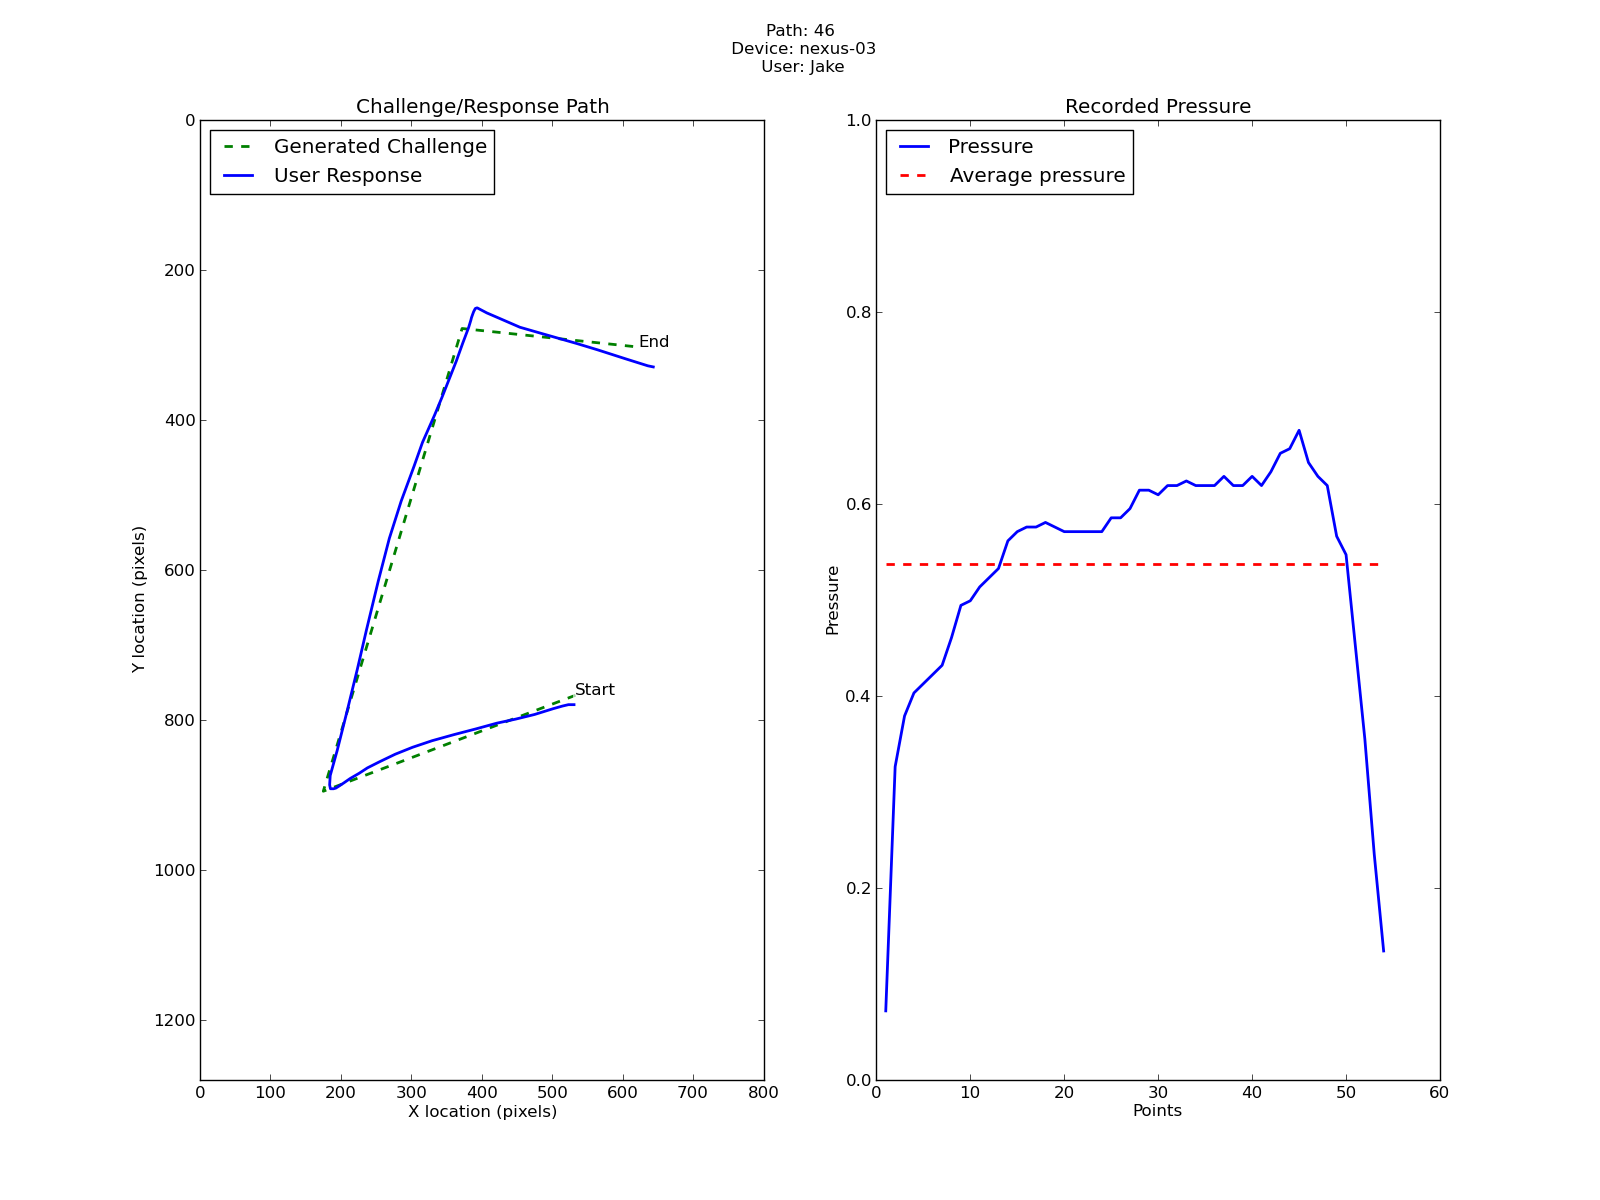 Path: 46
Device: nexus-03
User: Jake
Challenge/Response Path
Generated Challenge
User Response
End
Start
0
200
400
600
800
1000
1200
Y location (pixels)
0 100 200 300 400 500 600 700 800
X location (pixels)
Recorded Pressure
Pressure
Average pressure
1.0
0.8
0.6
0.4
0.2
0.0
Pressure
0 10 20 30 40 50 60
Points